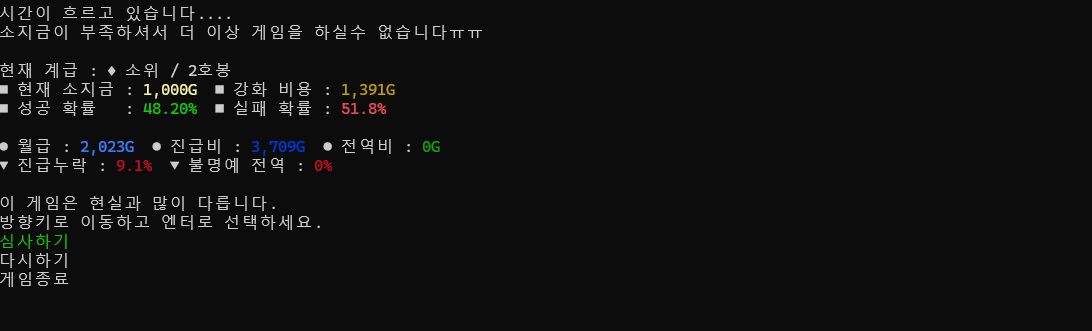 시간이 흐르고 있습니다....
소지금이 부족하셔서 더 이상 게임을 하실수 없습니다ㅠㅠ
현재 계급 : ♦ 소위 / 2호봉
■ 현재 소지금 : 1,000G ■ 강화 비용 : 1,391G
■ 성공 확률 : 48.20% ■ 실패 확률 : 51.8%
● 월급 : 2,023G ● 진급비 : 3,709G ● 전역비 : 0G
▼ 진급누락 : 9.1% ▼ 불명예 전역 : 0%
이 게임은 현실과 많이 다릅니다.
방향키로 이동하고 엔터로 선택하세요.
심사하기
다시하기
게임종료